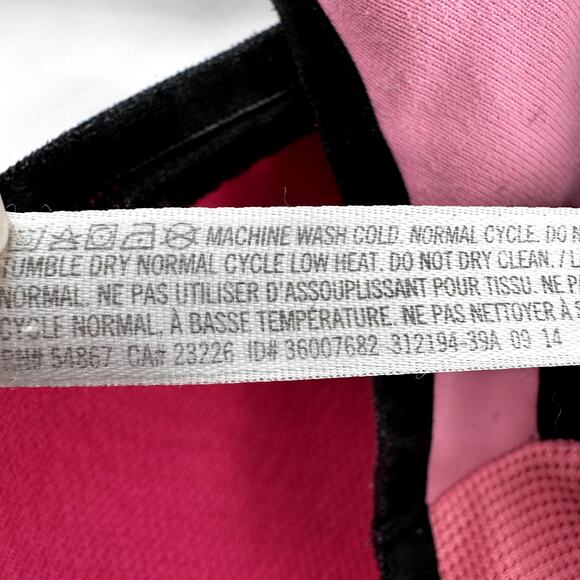 MACHINE WASH COLD. NORMAL CYCLE. DO
TUMBLE DRY NORMAL CYCLE LOW HEAT. DO NOT DRY CLEAN. / L
NORMAL. NE PAS UTILISER D'ASSOUPLISSANT POUR TISSU. NE
CYCLE NORMAL. À BASSE TEMPÉRATURE. NE PAS NETTOYER À
RN# 54867 CA# 23226 ID# 36007682 312194-39A 09 14